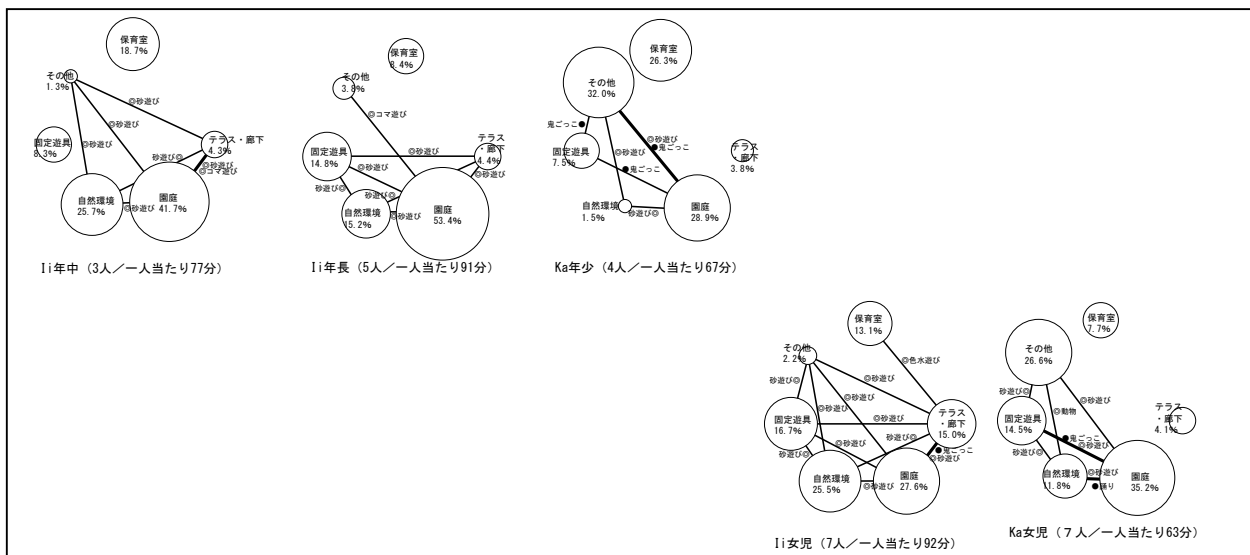 保育室
18.7%
その他
1.3%
◎砂遊び
◎砂遊び
◎砂遊び
固定遊具
8.3%
テラス・廊下
4.3%
砂遊び◎
◎砂遊び
◎コマ遊び
自然環境
25.7%
◎砂遊び
園庭
41.7%
Ii年中（3人／一人当たり77分）
保育室
8.4%
その他
3.8%
◎コマ遊び
固定遊具
14.8%
◎砂遊び
テラス
・廊下
4.4%
◎砂遊び
◎砂遊び
砂遊び◎
砂遊び◎
自然環境
15.2%
◎砂遊び
園庭
53.4%
Ii年長（5人／一人当たり91分）
保育室
26.3%
その他
32.0%
鬼ごっこ●
◎砂遊び
●鬼ごっこ
固定遊具
7.5%
◎砂遊び
●鬼ごっこ
テラス
・廊下
3.8%
自然環境
1.5%
砂遊び◎
園庭
28.9%
Ka年少（4人／一人当たり67分）
保育室
13.1%
その他
2.2%
◎色水遊び
砂遊び◎
◎砂遊び
固定遊具
16.7%
◎砂遊び
◎砂遊び
◎砂遊び
テラス
・廊下
15.0%
砂遊び◎
◎砂遊び
砂遊び◎
●鬼ごっこ
◎砂遊び
自然環境
25.5%
◎砂遊び
園庭
27.6%
Ii女児（7人／一人当たり92分）
保育室
7.7%
その他
26.6%
砂遊び◎
◎砂遊び
◎動物
固定遊具
14.5%
テラス
・廊下
4.1%
●鬼ごっこ
◎砂遊び
砂遊び◎
自然環境
11.8%
◎砂遊び
●踊り
園庭
35.2%
Ka女児（７人／一人当たり63分）